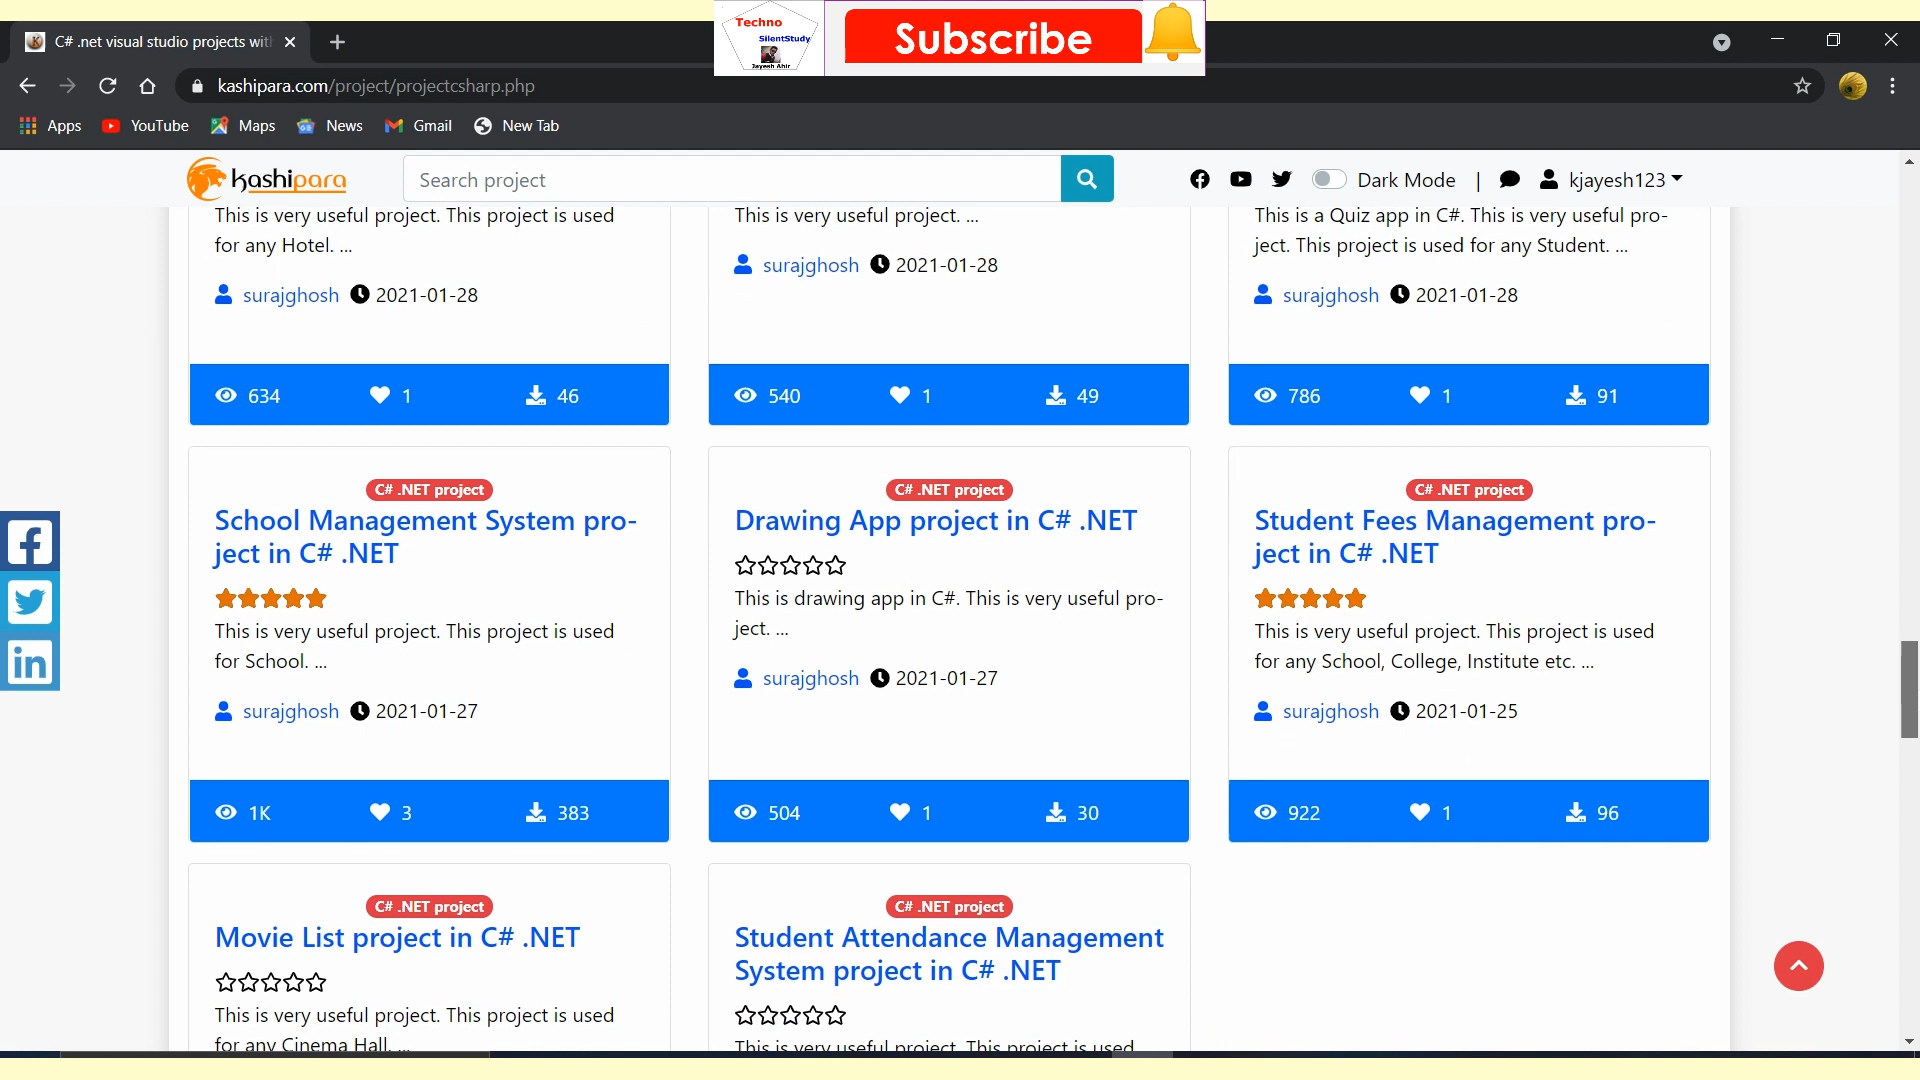 Techno
SilentStudy
Jayesh Ahir
Subscribe
C# .net visual studio projects wit
kashipara.com/project/projectcsharp.php
Apps
YouTube
Maps
News
Gmail
New Tab
kashipara
Search project
Dark Mode
|
kjayesh123
This is very useful project. This project is used
for any Hotel. ...
surajghosh 2021-01-28
634 1 46
This is very useful project. ...
surajghosh 2021-01-28
540 1 49
This is a Quiz app in C#. This is very useful pro-
ject. This project is used for any Student. ...
surajghosh 2021-01-28
786 1 91
C# .NET project
School Management System pro-
ject in C# .NET
This is very useful project. This project is used
for School. ...
surajghosh 2021-01-27
1K 3 383
C# .NET project
Drawing App project in C# .NET
This is drawing app in C#. This is very useful pro-
ject. ...
surajghosh 2021-01-27
504 1 30
C# .NET project
Student Fees Management pro-
ject in C# .NET
This is very useful project. This project is used
for any School, College, Institute etc. ...
surajghosh 2021-01-25
922 1 96
C# .NET project
Movie List project in C# .NET
This is very useful project. This project is used
for any Cinema Hall. ...
C# .NET project
Student Attendance Management
System project in C# .NET
This is very useful project. This project is used